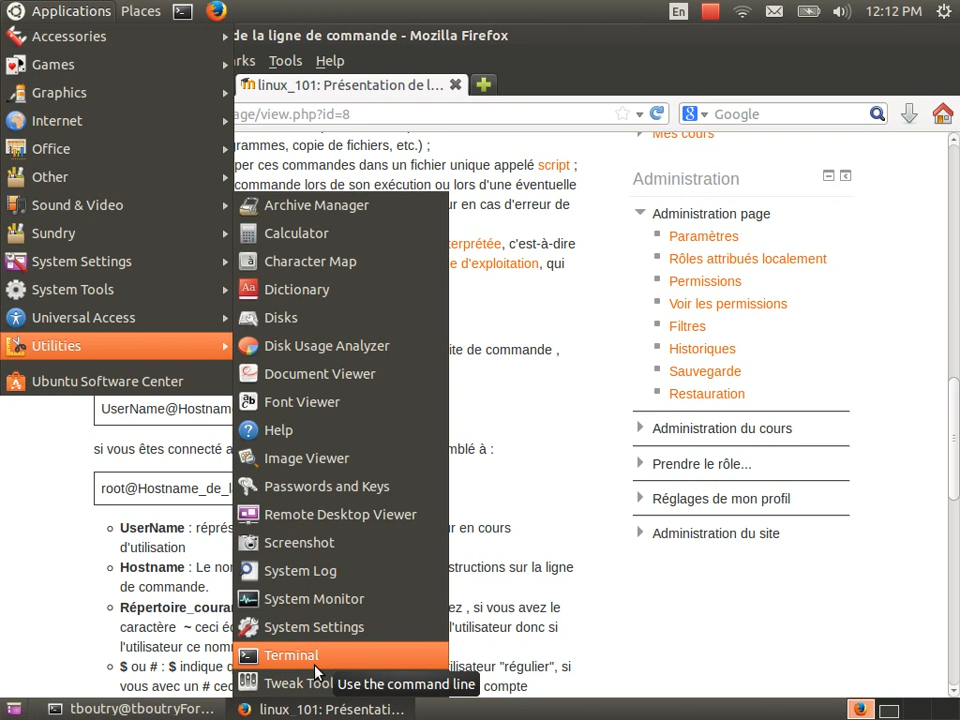 Applications Places
En 12:12 PM
de la ligne de commande - Mozilla Firefox
rks Tools Help
linux_101: Présentation de l...
age/view.php?id=8
Google
Accessories
Games
Graphics
Internet
Office
Other
Sound & Video
Sundry
System Settings
System Tools
Universal Access
Utilities
Ubuntu Software Center
Archive Manager
Calculator
Character Map
Dictionary
Disks
Disk Usage Analyzer
Document Viewer
Font Viewer
Help
Image Viewer
Passwords and Keys
Remote Desktop Viewer
Screenshot
System Log
System Monitor
System Settings
Terminal
Tweak Tool
Use the command line
grammes, copie de fichiers, etc.) ;
per ces commandes dans un fichier unique appelé script ;
commande lors de son exécution ou lors d'une éventuelle
ur en cas d'erreur de
terprétée, c'est-à-dire
e d'exploitation, qui
ite de commande ,
UserName@Hostname
si vous êtes connecté a
mblé à :
root@Hostname_de_la
UserName : répré
ur en cours
d'utilisation
Hostname : Le no
structions sur la ligne
de commande.
Répertoire_coura
ez , si vous avez le
caractère ~ ceci é
l'utilisateur donc si
l'utilisateur ce nom
$ ou # : $ indique
ilisateur "régulier", si
vous avec un # ce
compte
Mes cours
Administration
Administration page
Paramètres
Rôles attribués localement
Permissions
Voir les permissions
Filtres
Historiques
Sauvegarde
Restauration
Administration du cours
Prendre le rôle...
Réglages de mon profil
Administration du site
tboutry@tboutryFor...
linux_101: Présentati...